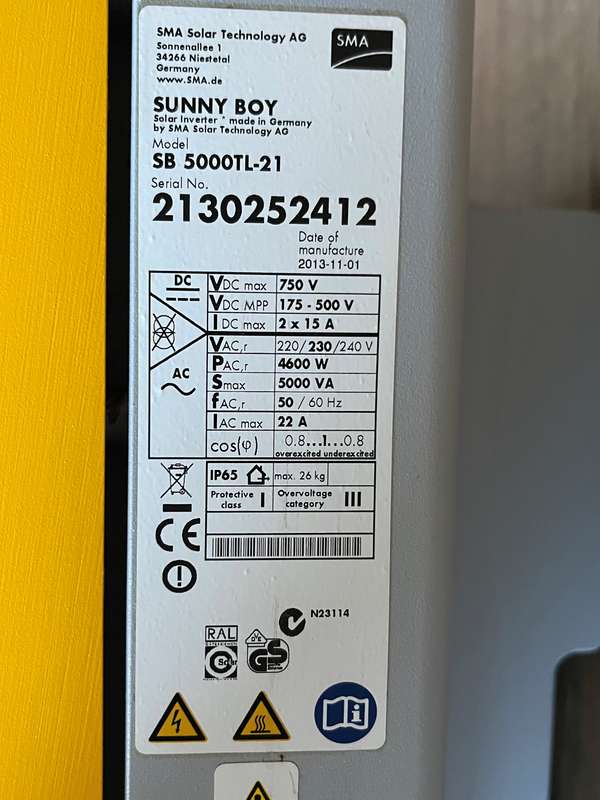 SMA Solar Technology AG
Sonnenallee 1
34266 Niestetal
Germany
www.SMA.de
SMA
SUNNY BOY
Solar Inverter * made in Germany
by SMA Solar Technology AG
Model
SB 5000TL-21
Serial No.
2130252412
Date of
manufacture
2013-11-01
DC
VDC max 750 V
VDC MPP 175 - 500 V
IDC max 2 x 15 A
AC
VAC,r 220/230/240 V
PAC,r 4600 W
Smax 5000 VA
fAC,r 50 / 60 Hz
IAC max 22 A
cos(φ) 0.8...1...0.8
overexcited underexcited
IP65 max. 26 kg
Protective class I Overvoltage category III
CE
N23114
RAL
Solar
VDE
GS